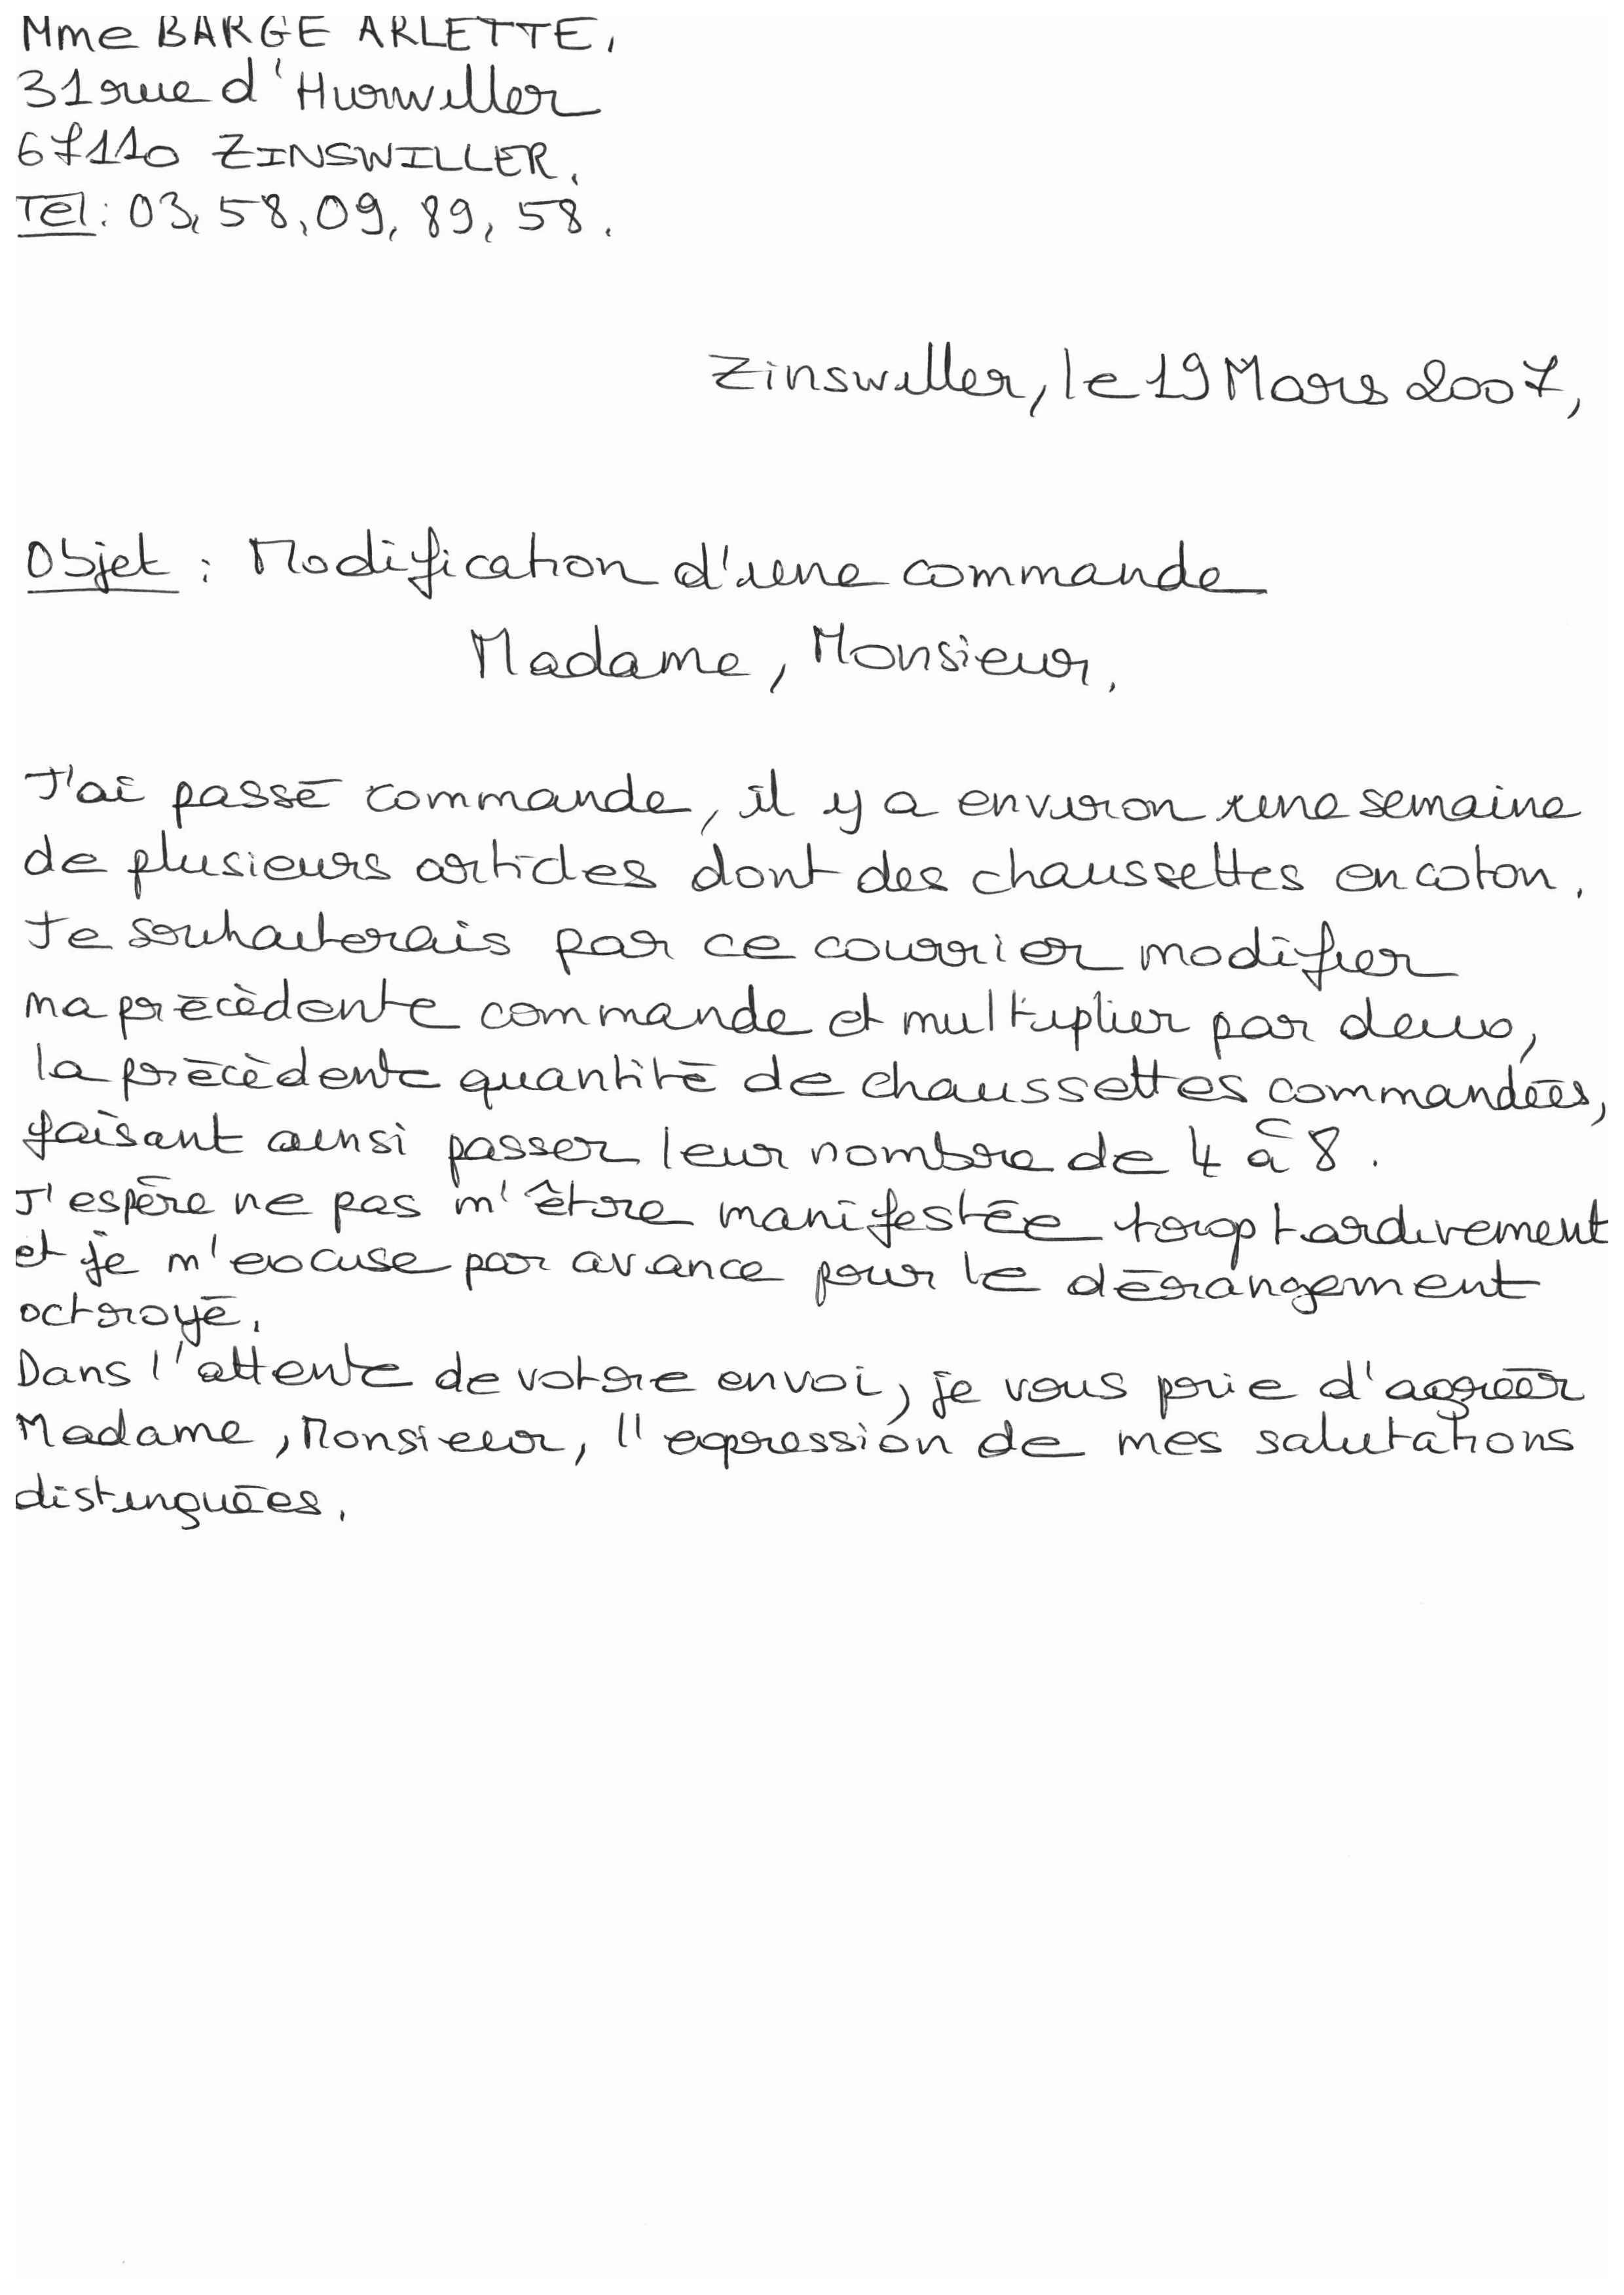 Mme BARGE ARLETTE,
31 rue d'Hurwiller
67110 ZINSWILLER.
Tél : 03, 58, 09, 89, 58.
Zinswiller, le 19 Mars 2007,
Objet : Modification d'une commande
Madame, Monsieur,
J'ai passé commande, il y a environ une semaine
de plusieurs articles dont des chaussettes en coton.
Je souhaiterais par ce courrier modifier
ma précèdente commande et multiplier par deux,
la précèdente quantité de chaussettes commandées,
faisant ainsi passer leur nombre de 4 à 8.
J'espère ne pas m'être manifestée trop tardivement
et je m'excuse par avance pour le dérangement
octroyé.
Dans l'attente de votre envoi, je vous prie d'agréer
Madame, Monsieur, l'expression de mes salutations
distinguées.